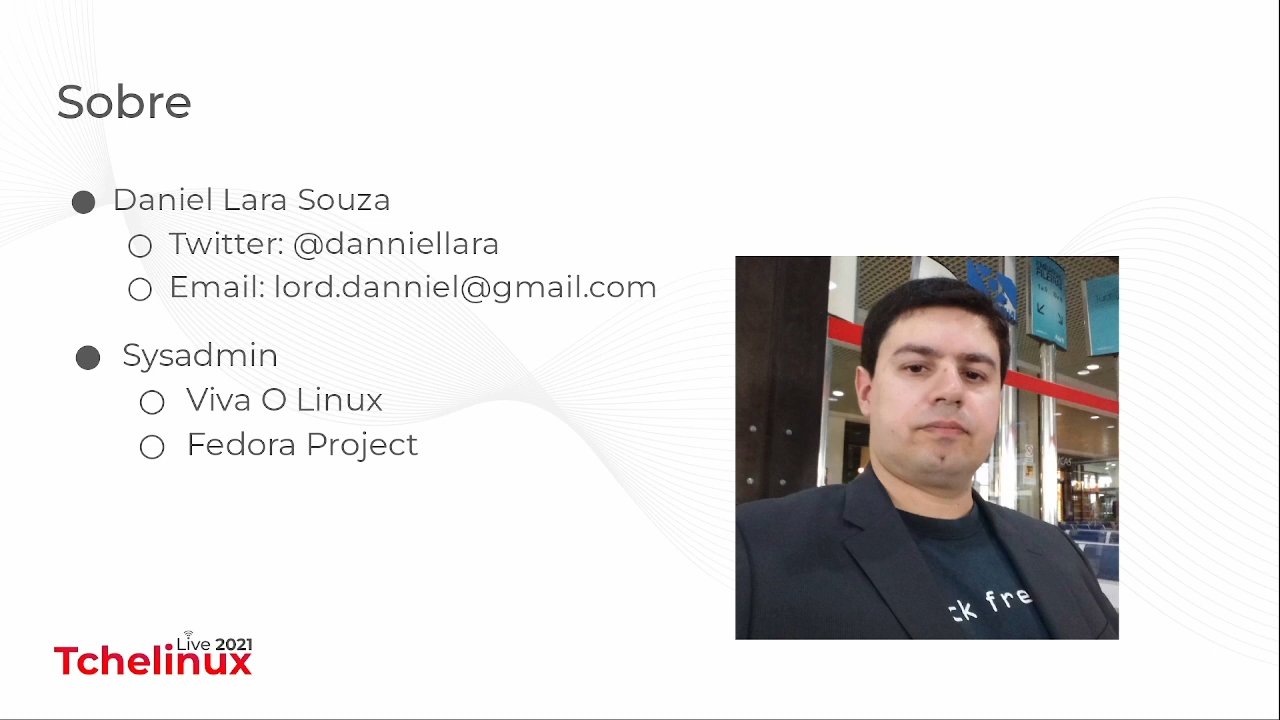 Sobre
Daniel Lara Souza
Twitter: @danniellara
Email: lord.danniel@gmail.com
Sysadmin
Viva O Linux
Fedora Project
Live 2021
Tchelinux